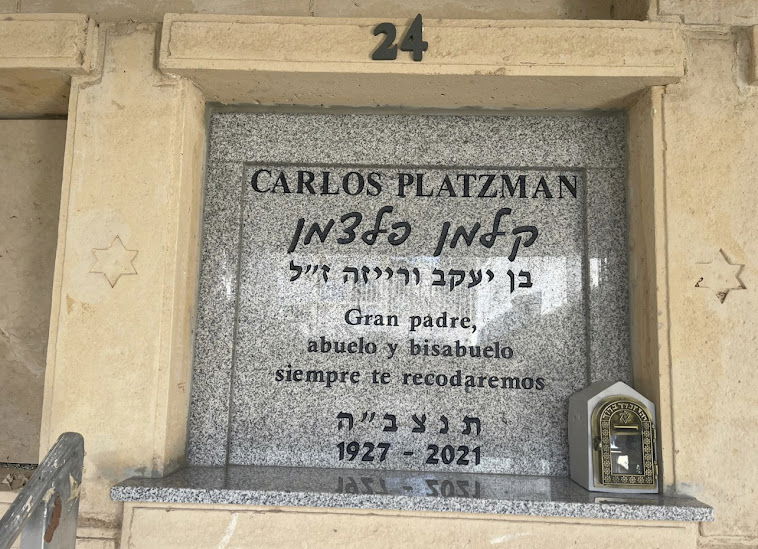 24
CARLOS PLATZMAN
קלמן פלצמן
בן יעקב ורייזה ז״ל
Gran padre,
abuelo y bisabuelo
siempre te recodaremos
ת נ צ ב״ה
1927 - 2021